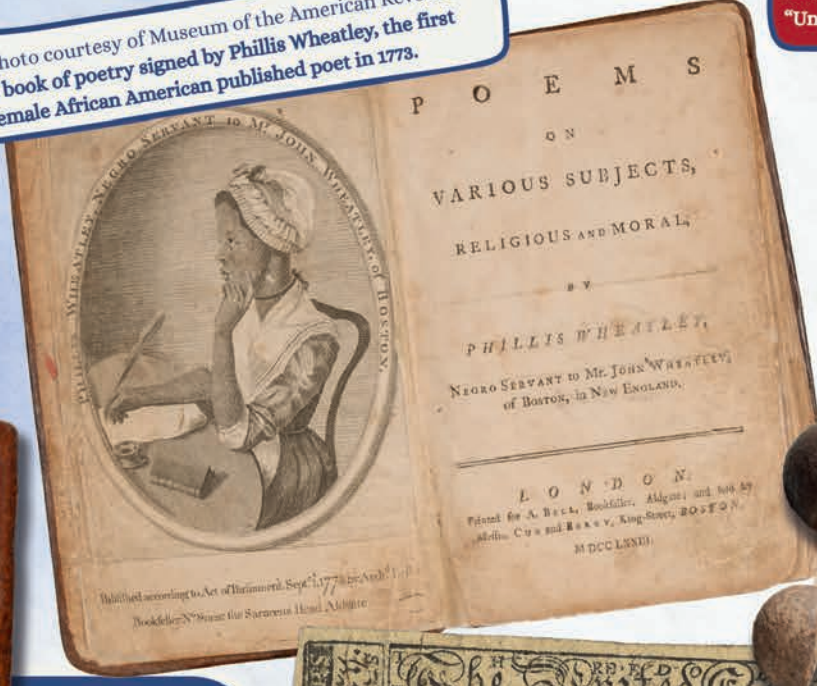 hoto courtesy of Museum of the American Rev
book of poetry signed by Phillis Wheatley, the first
emale African American published poet in 1773.
“Un
PHILLIS WHEATLEY, NEGRO SERVANT to Mr. JOHN WHEATLEY, of BOSTON.
Published according to Act of Parliament, Sept.r 1, 1773 by Arch.d Bell,
Bookseller No. 8 near the Saracens Head Aldgate
POEMS
ON
VARIOUS SUBJECTS,
RELIGIOUS AND MORAL,
BY
PHILLIS WHEATLEY,
NEGRO SERVANT to Mr. JOHN WHEATLEY,
of BOSTON, in NEW ENGLAND.
LONDON:
Printed for A. BELL, Bookseller, Aldgate; and sold by
Messrs. COX and BERRY, King-Street, BOSTON.
M DCC LXXIII.
The